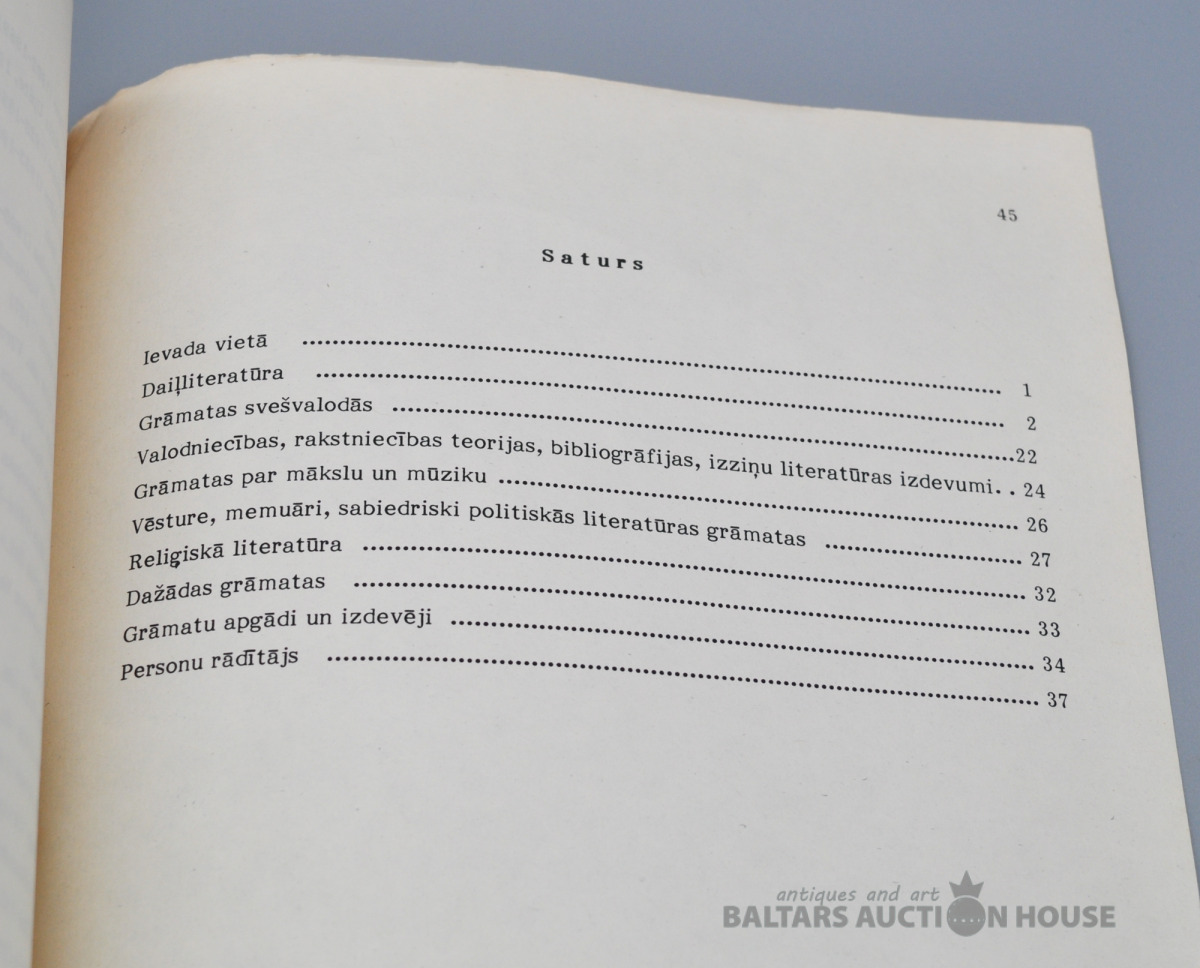 45
Saturs
Ievada vietā ........ 1
Daiļliteratūra ........ 2
Grāmatas svešvalodās ........ 22
Valodniecības, rakstniecības teorijas, bibliogrāfijas, izziņu literatūras izdevumi. . 24
Grāmatas par mākslu un mūziku ........ 26
Vēsture, memuāri, sabiedriski politiskās literatūras grāmatas ........ 27
Reliģiskā literatūra ........ 32
Dažādas grāmatas ........ 33
Grāmatu apgādi un izdevēji ........ 34
Personu rādītājs ........ 37
antiques and art
BALTARS AUCTION HOUSE